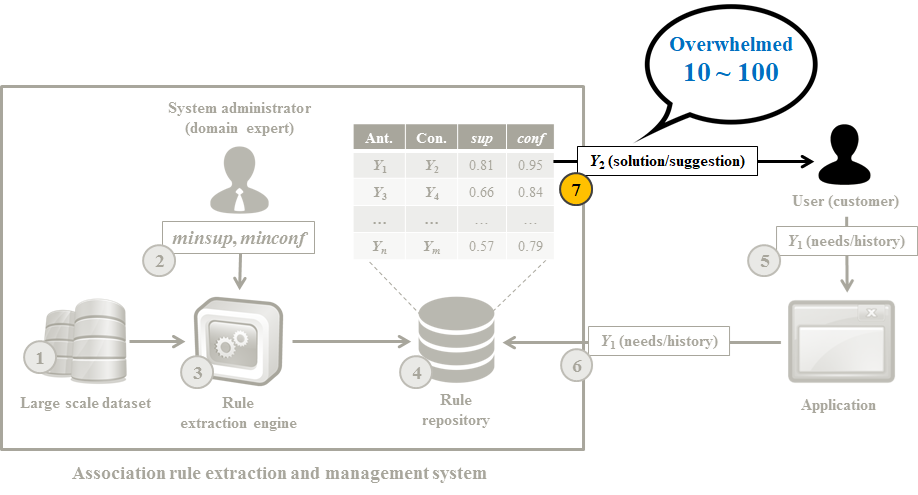 Overwhelmed
10 ~ 100
System administrator
(domain expert)
Ant. Con. sup conf
Y1 Y2 0.81 0.95
Y3 Y4 0.66 0.84
... ... ... ...
Yn Ym 0.57 0.79
Y2 (solution/suggestion)
7
User (customer)
minsup, minconf
2
Y1 (needs/history)
5
1
3
4
Y1 (needs/history)
6
Large scale dataset
Rule
extraction engine
Rule
repository
Application
Association rule extraction and management system